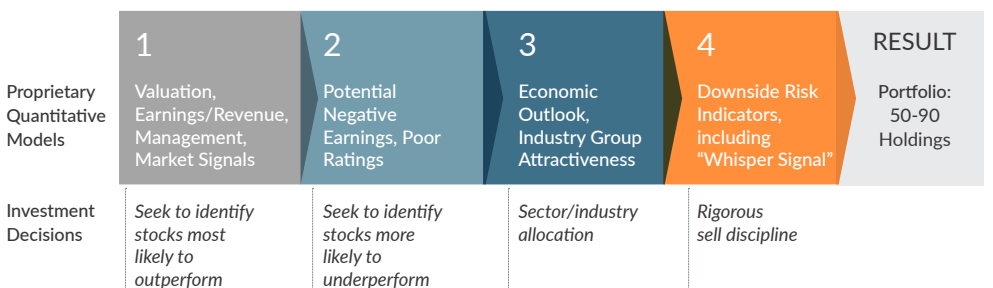 1
2
3
4
RESULT
Proprietary
Quantitative
Models
Valuation,
Earnings/Revenue,
Management,
Market Signals
Potential
Negative
Earnings, Poor
Ratings
Economic
Outlook,
Industry Group
Attractiveness
Downside Risk
Indicators,
including
“Whisper Signal”
Portfolio:
50-90
Holdings
Investment
Decisions
Seek to identify
stocks most
likely to
outperform
Seek to identify
stocks more
likely to
underperform
Sector/industry
allocation
Rigorous
sell discipline